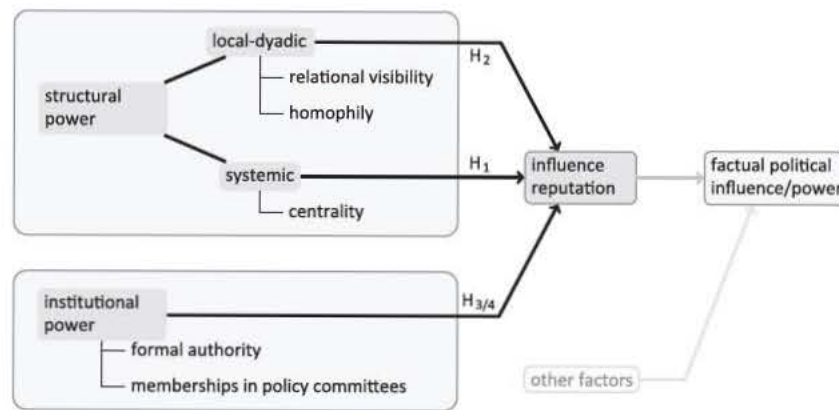 local-dyadic
H2
relational visibility
structural
power
homophily
systemic
H1
influence
reputation
factual political
influence/power
centrality
institutional
power
H3/4
formal authority
memberships in policy committees
other factors